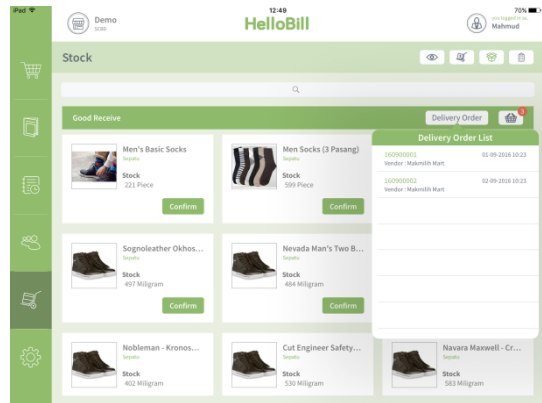 iPad
12:49
70%
Demo
HelloBill
you logged in as,
Mahmud
Stock
Good Receive
Delivery Order
Delivery Order List
160900001
01-09-2016 10:23
Vendor : Makmilih Mart
160900002
02-09-2016 10:23
Vendor : Makmilih Mart
Men's Basic Socks
Sepatu
Stock
221 Piece
Confirm
Men Socks (3 Pasang)
Sepatu
Stock
599 Piece
Confirm
Sognoleather Okhos...
Sepatu
Stock
497 Miligram
Confirm
Nevada Man's Two B...
Sepatu
Stock
484 Miligram
Confirm
Nobleman - Kronos...
Sepatu
Stock
402 Miligram
Cut Engineer Safety...
Sepatu
Stock
530 Miligram
Navara Maxwell - Cr...
Sepatu
Stock
583 Miligram